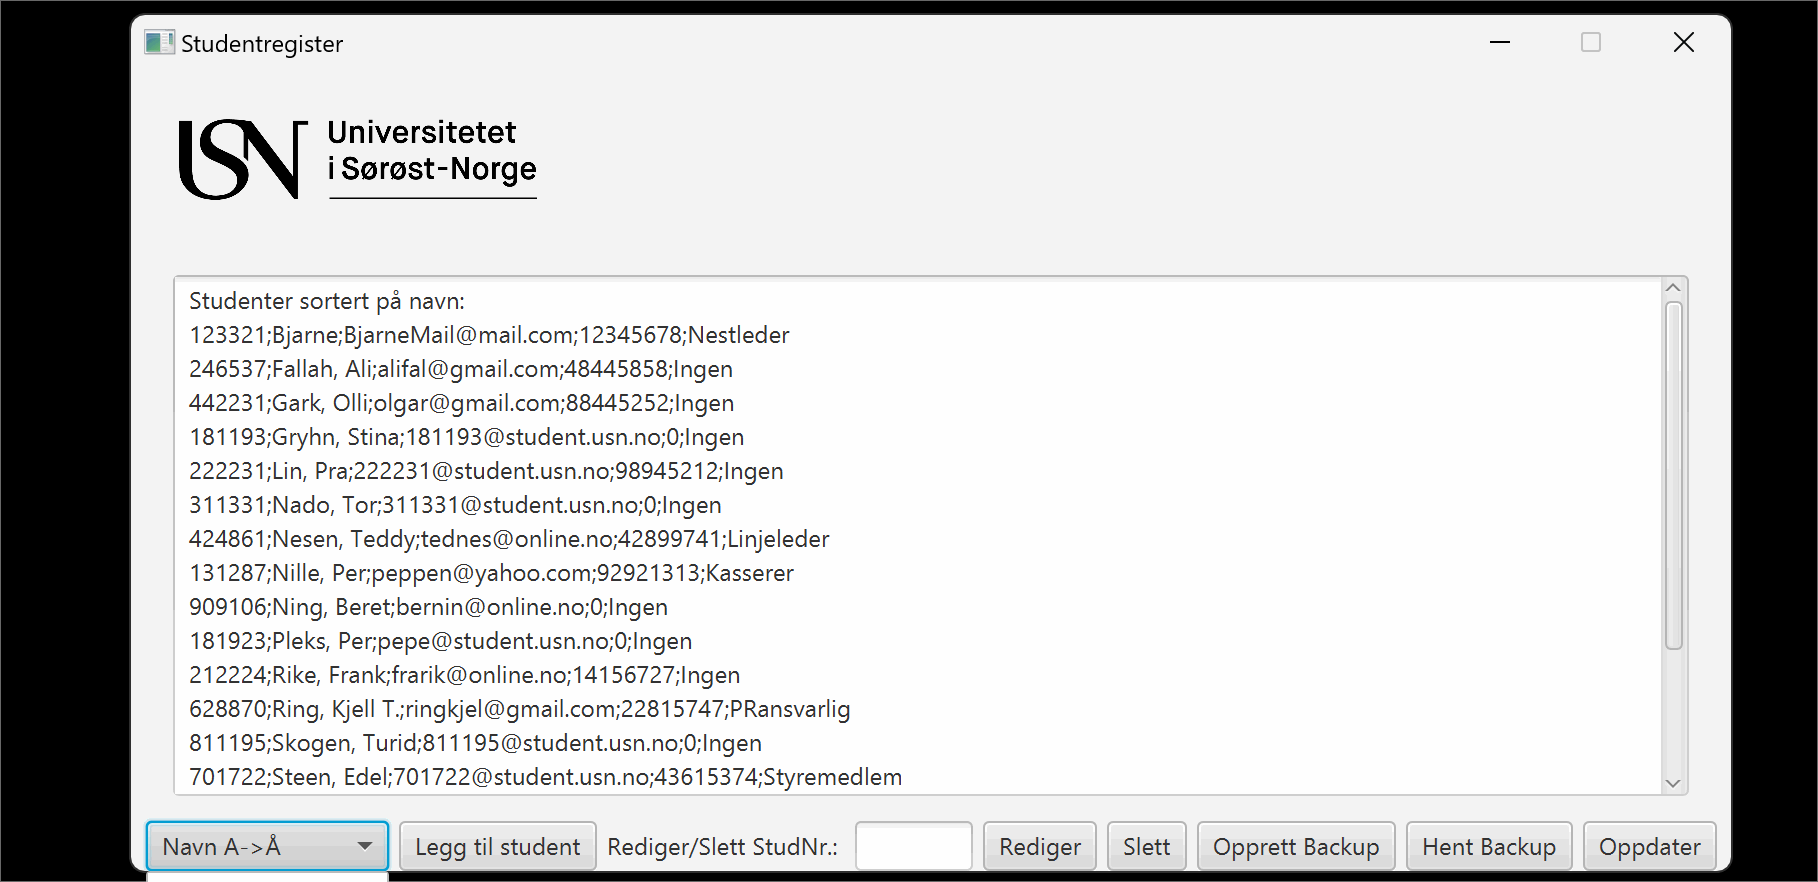 Studentregister
USN Universitetet
i Sørøst-Norge
Studenter sortert på navn:
123321;Bjarne;BjarneMail@mail.com;12345678;Nestleder
246537;Fallah, Ali;alifal@gmail.com;48445858;Ingen
442231;Gark, Olli;olgar@gmail.com;88445252;Ingen
181193;Gryhn, Stina;181193@student.usn.no;0;Ingen
222231;Lin, Pra;222231@student.usn.no;98945212;Ingen
311331;Nado, Tor;311331@student.usn.no;0;Ingen
424861;Nesen, Teddy;tednes@online.no;42899741;Linjeleder
131287;Nille, Per;peppen@yahoo.com;92921313;Kasserer
909106;Ning, Beret;bernin@online.no;0;Ingen
181923;Pleks, Per;pepe@student.usn.no;0;Ingen
212224;Rike, Frank;frarik@online.no;14156727;Ingen
628870;Ring, Kjell T.;ringkjel@gmail.com;22815747;PRansvarlig
811195;Skogen, Turid;811195@student.usn.no;0;Ingen
701722;Steen, Edel;701722@student.usn.no;43615374;Styremedlem
Navn A->Å Legg til student Rediger/Slett StudNr.: Rediger Slett Opprett Backup Hent Backup Oppdater